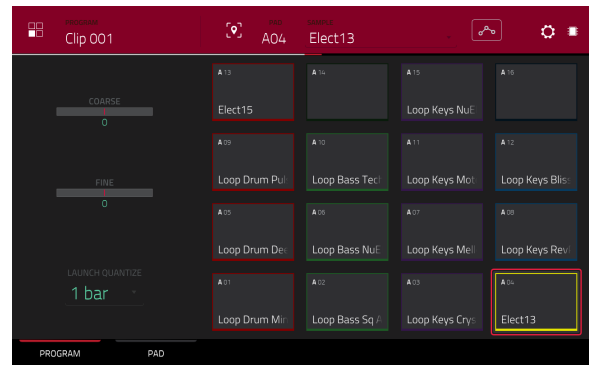 PROGRAM PAD SAMPLE
Clip 001 A04 Elect13
COARSE
0
FINE
0
LAUNCH QUANTIZE
1 bar
A 13 A 14 A 15 A 16
Elect15 Loop Keys NuE
A 09 A 10 A 11 A 12
Loop Drum Pul Loop Bass Tect Loop Keys Mot Loop Keys Bliss
A 05 A 06 A 07 A 08
Loop Drum Dee Loop Bass NuE Loop Keys Mell Loop Keys Revi
A 01 A 02 A 03 A 04
Loop Drum Min Loop Bass Sq A Loop Keys Crys Elect13
PROGRAM PAD